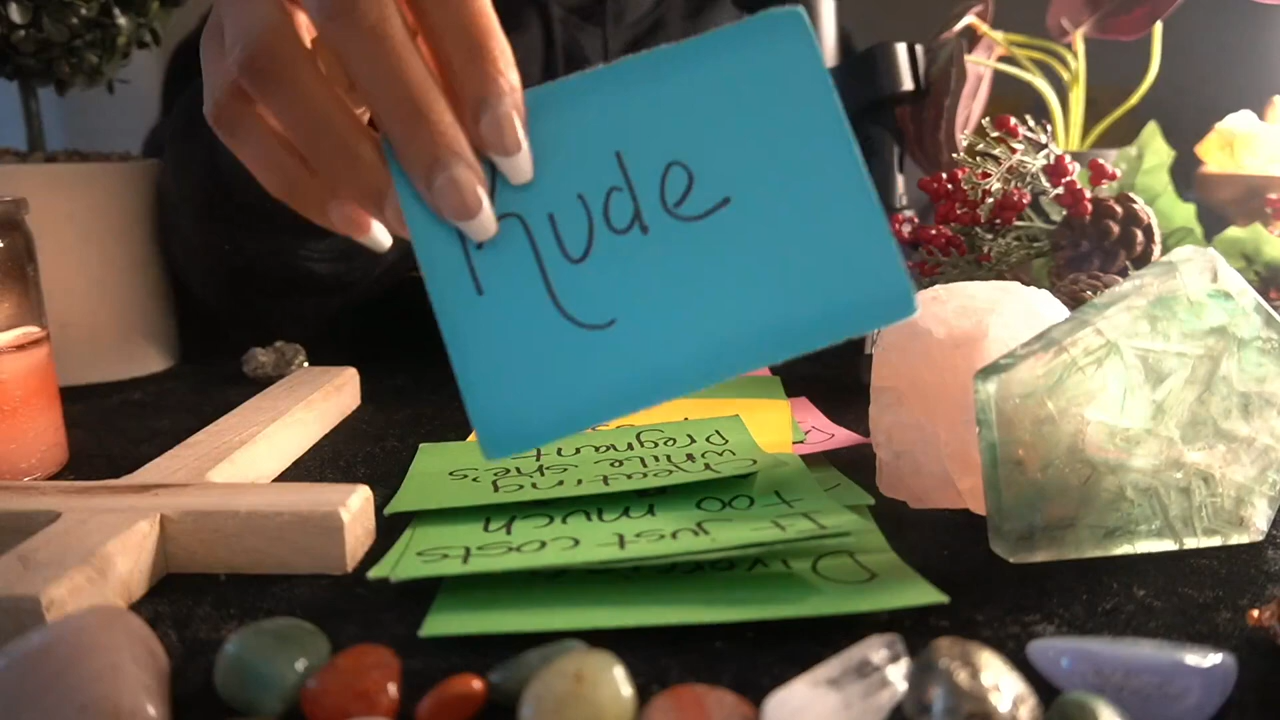 Rude
cheating
while she's
pregnant
It just costs
too much